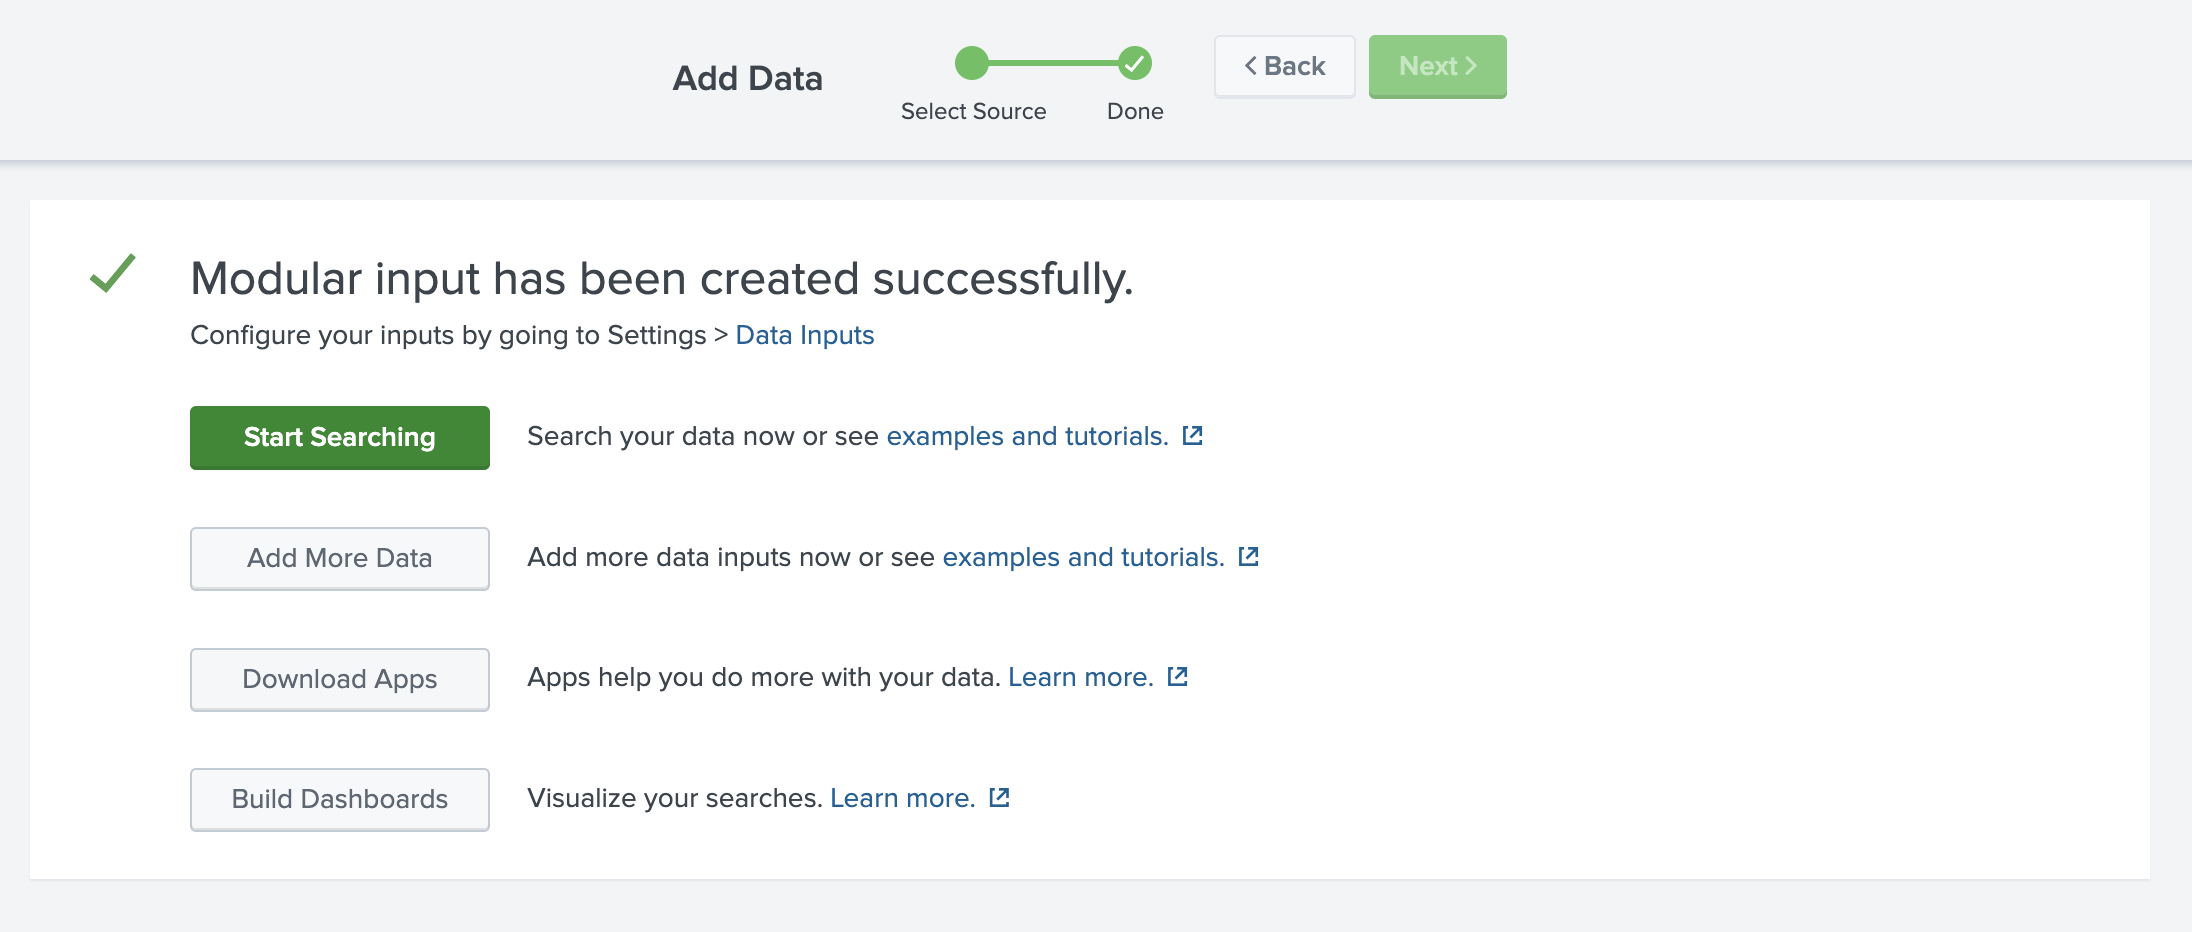 Add Data
Select Source
Done
Back
Next
Modular input has been created successfully.
Configure your inputs by going to Settings > Data Inputs
Start Searching
Search your data now or see examples and tutorials.
Add More Data
Add more data inputs now or see examples and tutorials.
Download Apps
Apps help you do more with your data. Learn more.
Build Dashboards
Visualize your searches. Learn more.